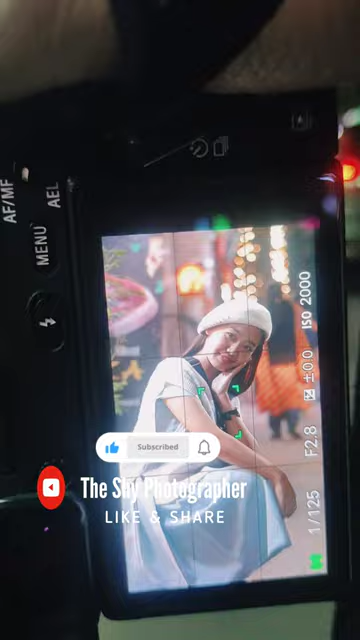 AF/MF
AEL
MENU
ISO 2000
±0.0
F2.8
1/125
Subscribed
The Shy Photographer
LIKE & SHARE